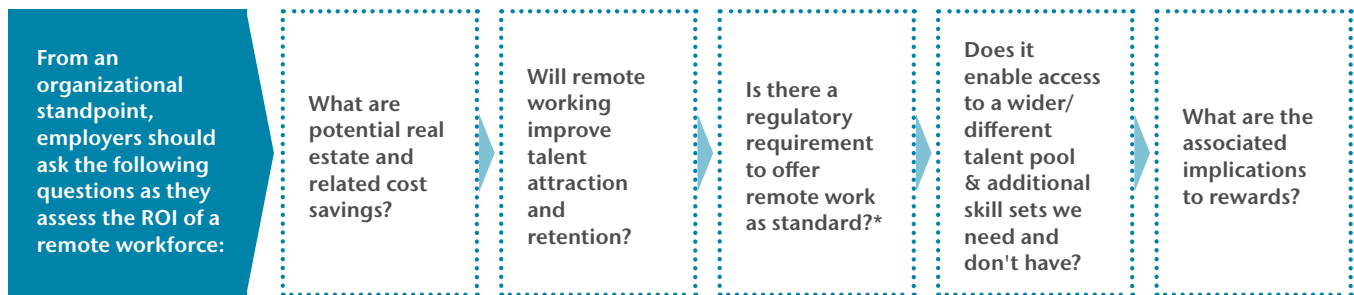 From an
organizational
standpoint,
employers should
ask the following
questions as they
assess the ROI of a
remote workforce:
What are
potential real
estate and
related cost
savings?
Will remote
working
improve
talent
attraction
and
retention?
Is there a
regulatory
requirement
to offer
remote work
as standard?*
Does it
enable access
to a wider/
different
talent pool
& additional
skill sets we
need and
don't have?
What are the
associated
implications
to rewards?